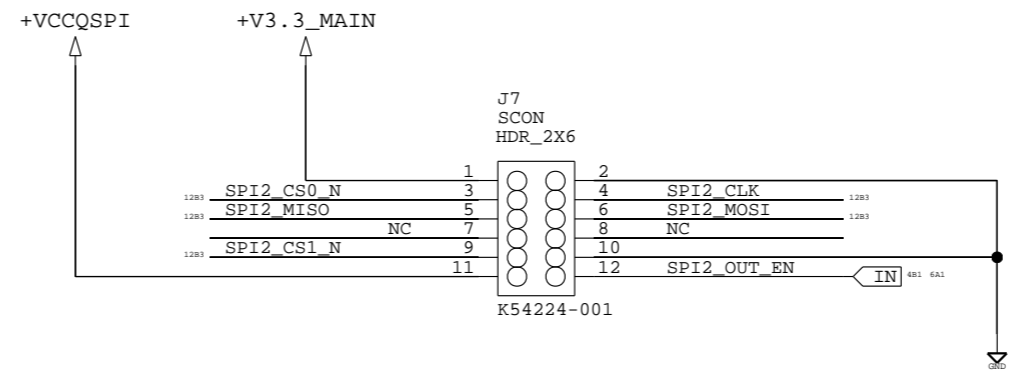 +VCCQSPI +V3.3_MAIN
J7
SCON
HDR_2X6
1 2
12B3 SPI2_CS0_N 3 4 SPI2_CLK 12B3
12B3 SPI2_MISO 5 6 SPI2_MOSI 12B3
NC 7 8 NC
12B3 SPI2_CS1_N 9 10
11 12 SPI2_OUT_EN IN 4B1 6A1
K54224-001
GND